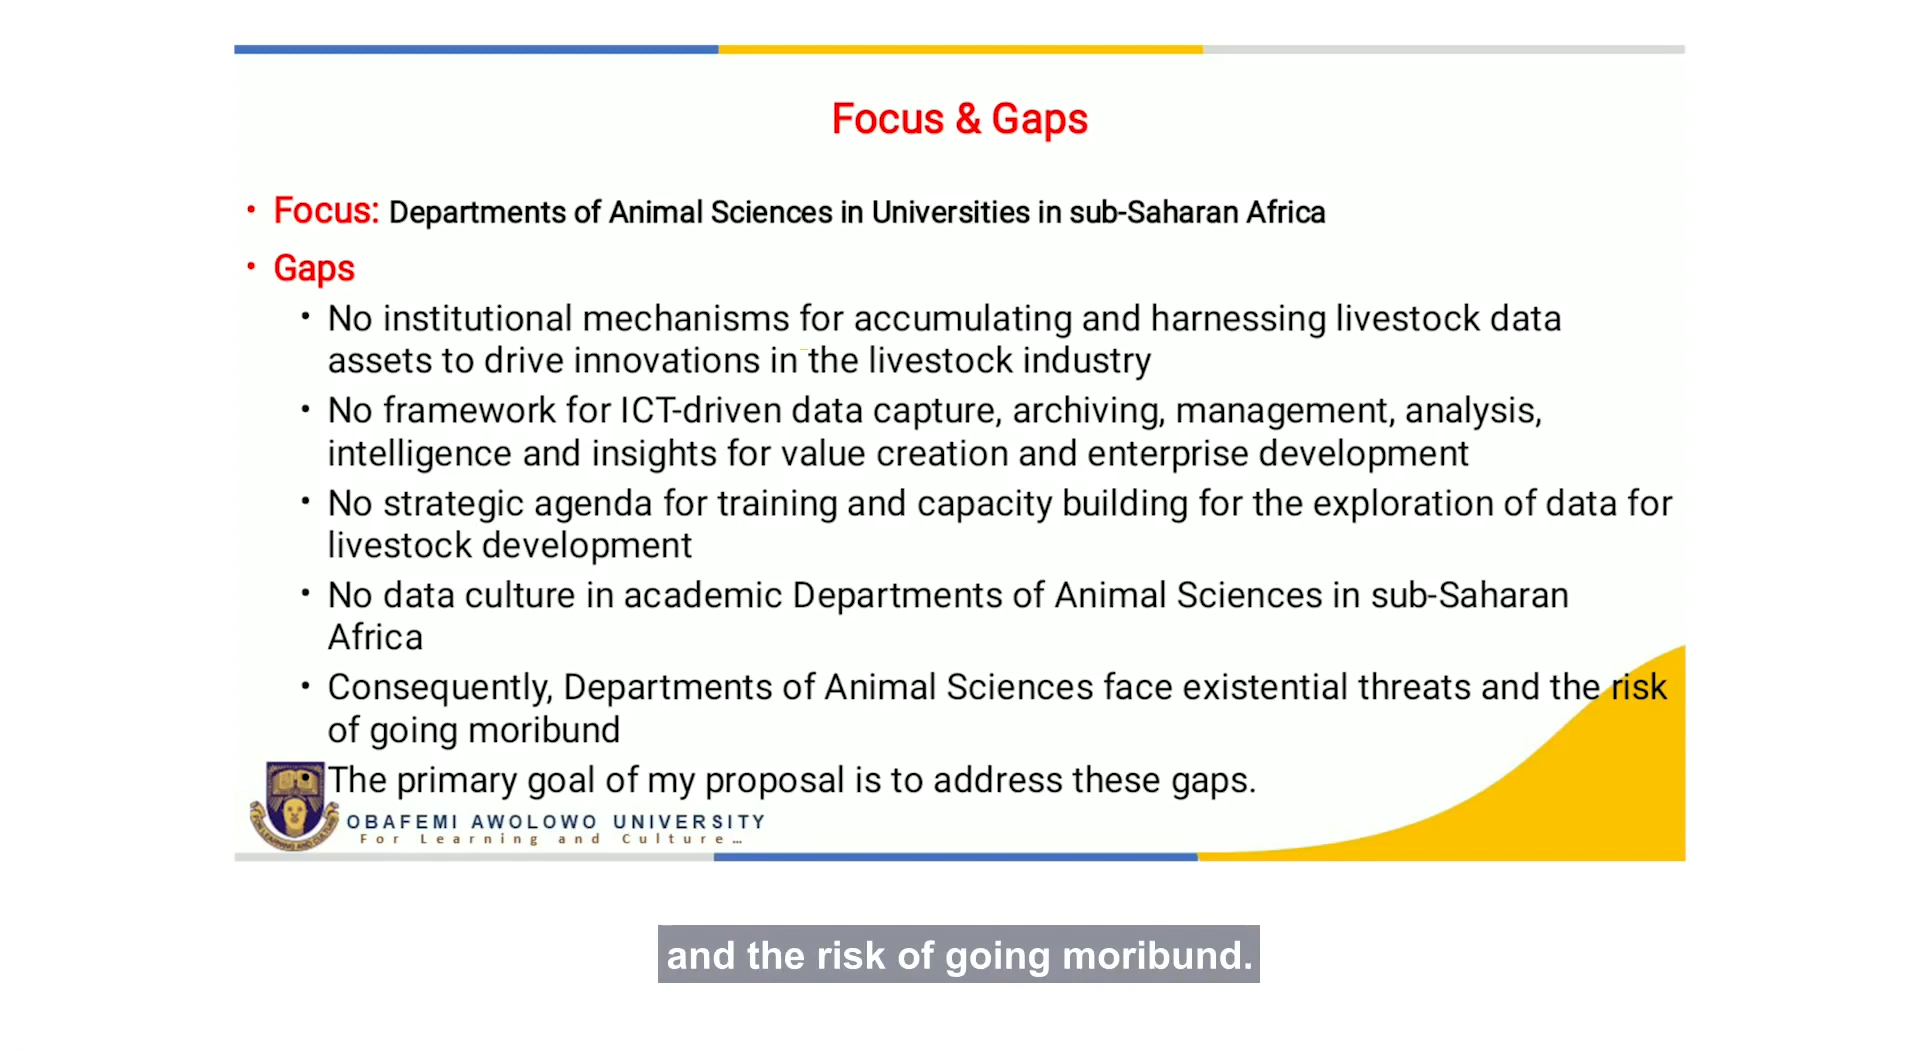 Focus & Gaps
• Focus: Departments of Animal Sciences in Universities in sub-Saharan Africa
• Gaps
• No institutional mechanisms for accumulating and harnessing livestock data
assets to drive innovations in the livestock industry
• No framework for ICT-driven data capture, archiving, management, analysis,
intelligence and insights for value creation and enterprise development
• No strategic agenda for training and capacity building for the exploration of data for
livestock development
• No data culture in academic Departments of Animal Sciences in sub-Saharan
Africa
• Consequently, Departments of Animal Sciences face existential threats and the risk
of going moribund
• The primary goal of my proposal is to address these gaps.
OBAFEMI AWOLOWO UNIVERSITY
For Learning and Culture...
and the risk of going moribund.